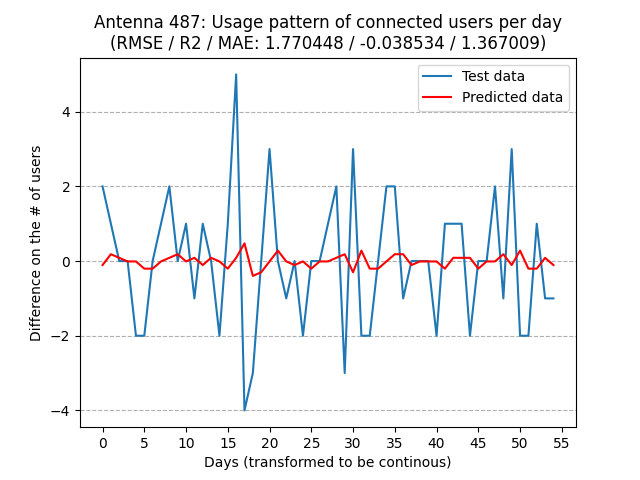 Antenna 487: Usage pattern of connected users per day
(RMSE / R2 / MAE: 1.770448 / -0.038534 / 1.367009)
Test data
Predicted data
4
2
0
−2
−4
Difference on the # of users
0 5 10 15 20 25 30 35 40 45 50 55
Days (transformed to be continous)